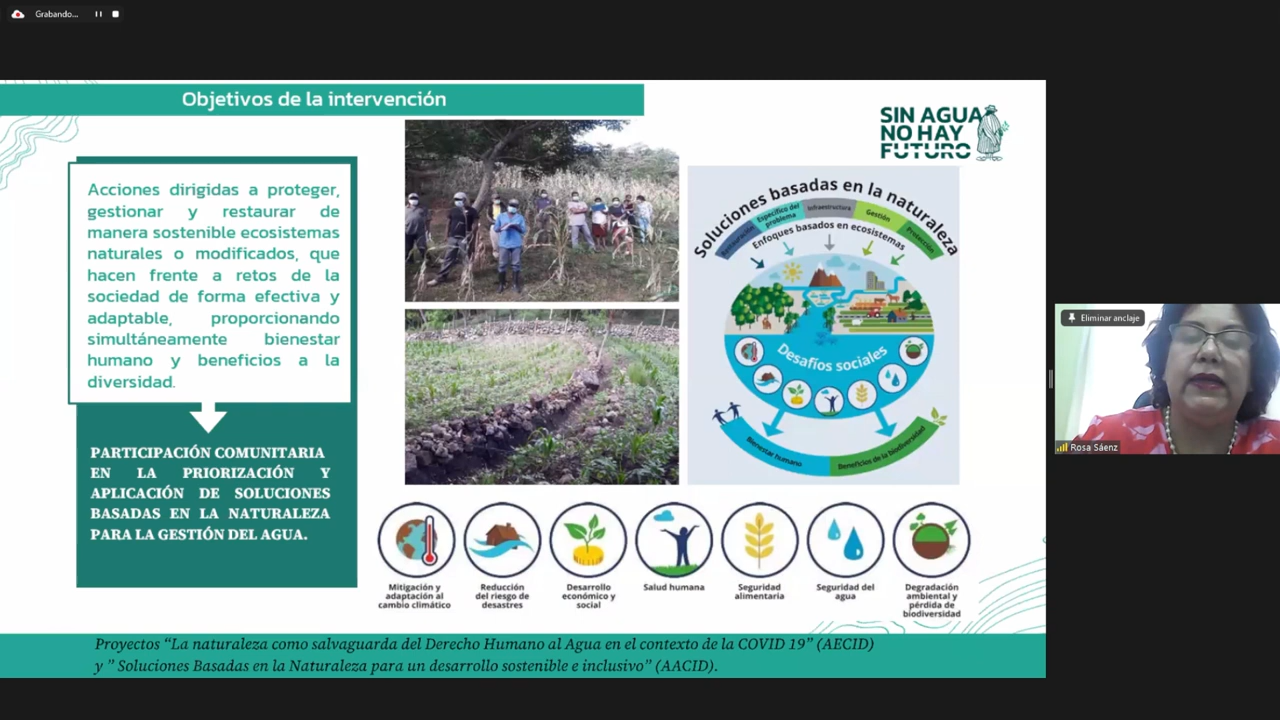 Grabando...
Objetivos de la intervención
SIN AGUA
NO HAY
FUTURO
Acciones dirigidas a proteger,
gestionar y restaurar de
manera sostenible ecosistemas
naturales o modificados, que
hacen frente a retos de la
sociedad de forma efectiva y
adaptable, proporcionando
simultáneamente bienestar
humano y beneficios a la
diversidad.
PARTICIPACIÓN COMUNITARIA
EN LA PRIORIZACIÓN Y
APLICACIÓN DE SOLUCIONES
BASADAS EN LA NATURALEZA
PARA LA GESTIÓN DEL AGUA.
Soluciones basadas en la naturaleza
Restauración
Específico del
problema
Infraestructura
Gestión
Protección
Enfoques basados en ecosistemas
Desafíos sociales
Bienestar humano
Beneficios de la biodiversidad
Mitigación y
adaptación al
cambio climático
Reducción
del riesgo de
desastres
Desarrollo
económico y
social
Salud humana
Seguridad
alimentaria
Seguridad del
agua
Degradación
ambiental y
pérdida de
biodiversidad
Proyectos “La naturaleza como salvaguarda del Derecho Humano al Agua en el contexto de la COVID 19” (AECID)
y ” Soluciones Basadas en la Naturaleza para un desarrollo sostenible e inclusivo” (AACID).
Eliminar anclaje
Rosa Sáenz